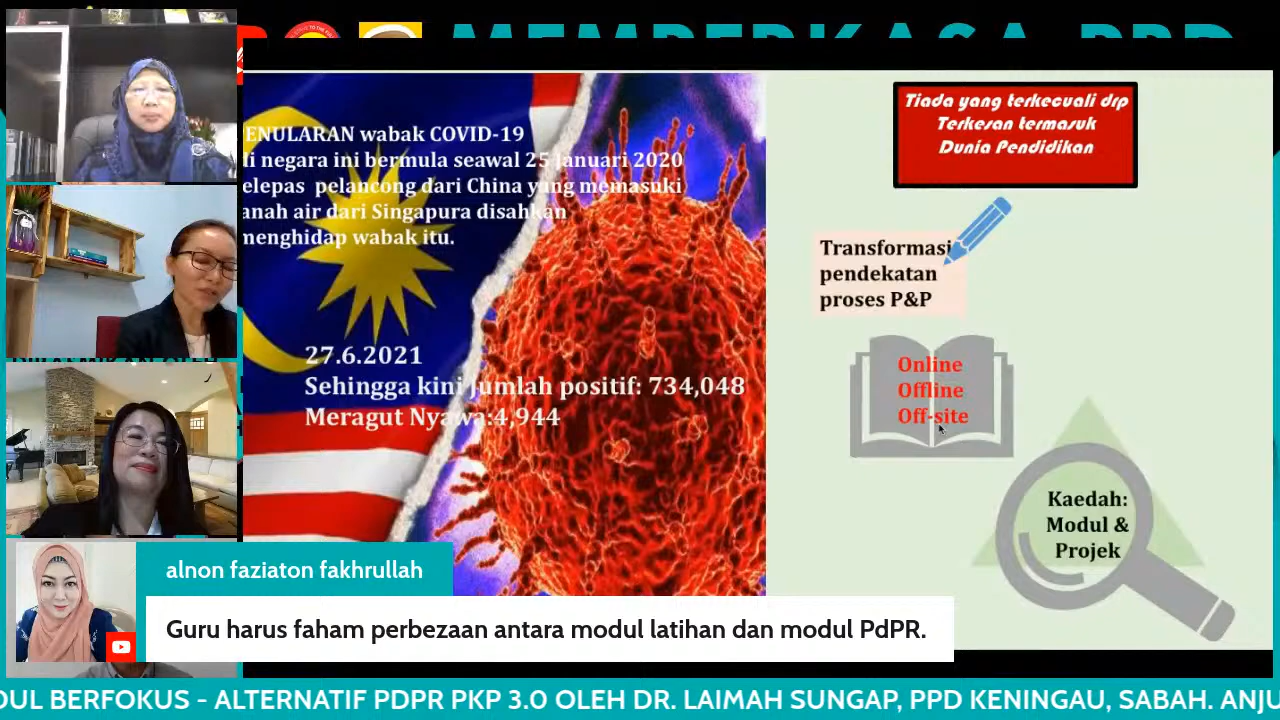 MEMPERKASA PPD
ENULARAN wabak COVID-19
di negara ini bermula seawal 25 Januari 2020
elepas pelancong dari China yang memasuki
anah air dari Singapura disahkan
menghidap wabak itu.
27.6.2021
Sehingga kini jumlah positif: 734,048
Meragut Nyawa:4,944
Tiada yang terkecuali drp
Terkesan termasuk
Dunia Pendidikan
Transformasi
pendekatan
proses P&P
Online
Offline
Off-site
Kaedah:
Modul &
Projek
alnon faziaton fakhrullah
Guru harus faham perbezaan antara modul latihan dan modul PdPR.
DUL BERFOKUS - ALTERNATIF PDPR PKP 3.0 OLEH DR. LAIMAH SUNGAP, PPD KENINGAU, SABAH. ANJU